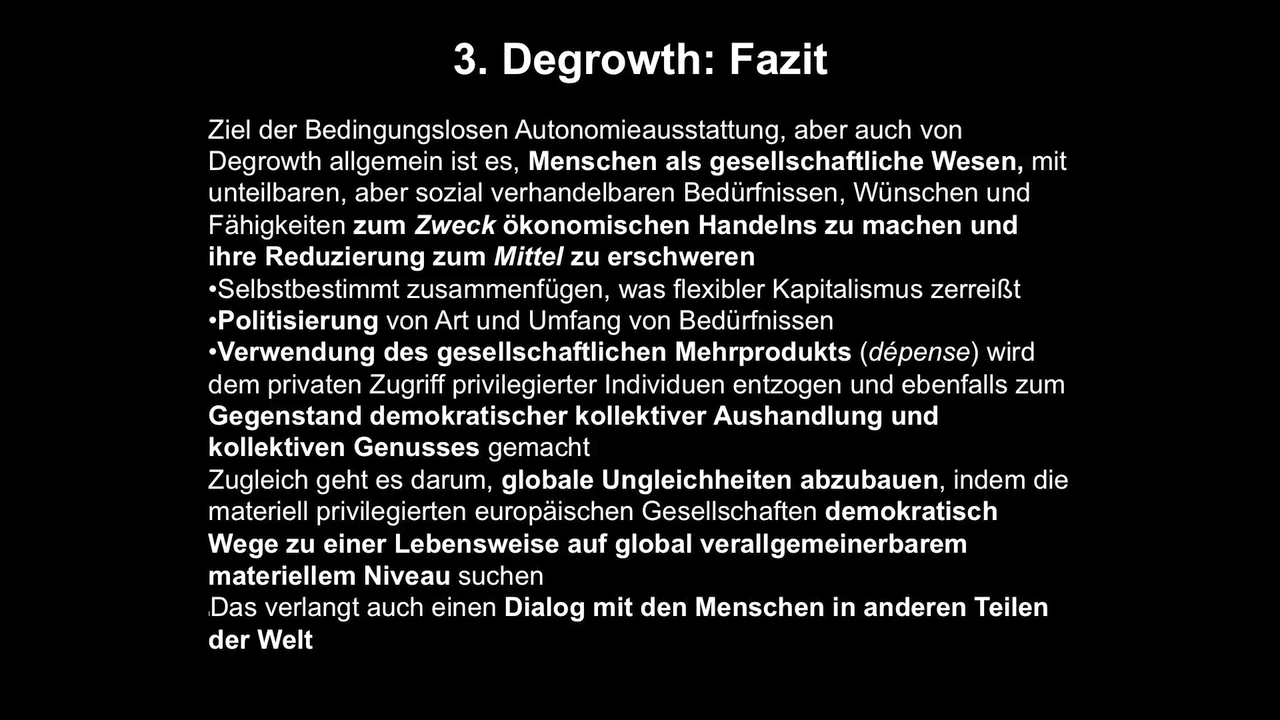 3. Degrowth: Fazit
Ziel der Bedingungslosen Autonomieausstattung, aber auch von
Degrowth allgemein ist es, Menschen als gesellschaftliche Wesen, mit
unteilbaren, aber sozial verhandelbaren Bedürfnissen, Wünschen und
Fähigkeiten zum Zweck ökonomischen Handelns zu machen und
ihre Reduzierung zum Mittel zu erschweren
•Selbstbestimmt zusammenfügen, was flexibler Kapitalismus zerreißt
•Politisierung von Art und Umfang von Bedürfnissen
•Verwendung des gesellschaftlichen Mehrprodukts (dépense) wird
dem privaten Zugriff privilegierter Individuen entzogen und ebenfalls zum
Gegenstand demokratischer kollektiver Aushandlung und
kollektiven Genusses gemacht
Zugleich geht es darum, globale Ungleichheiten abzubauen, indem die
materiell privilegierten europäischen Gesellschaften demokratisch
Wege zu einer Lebensweise auf global verallgemeinerbarem
materiellem Niveau suchen
Das verlangt auch einen Dialog mit den Menschen in anderen Teilen
der Welt